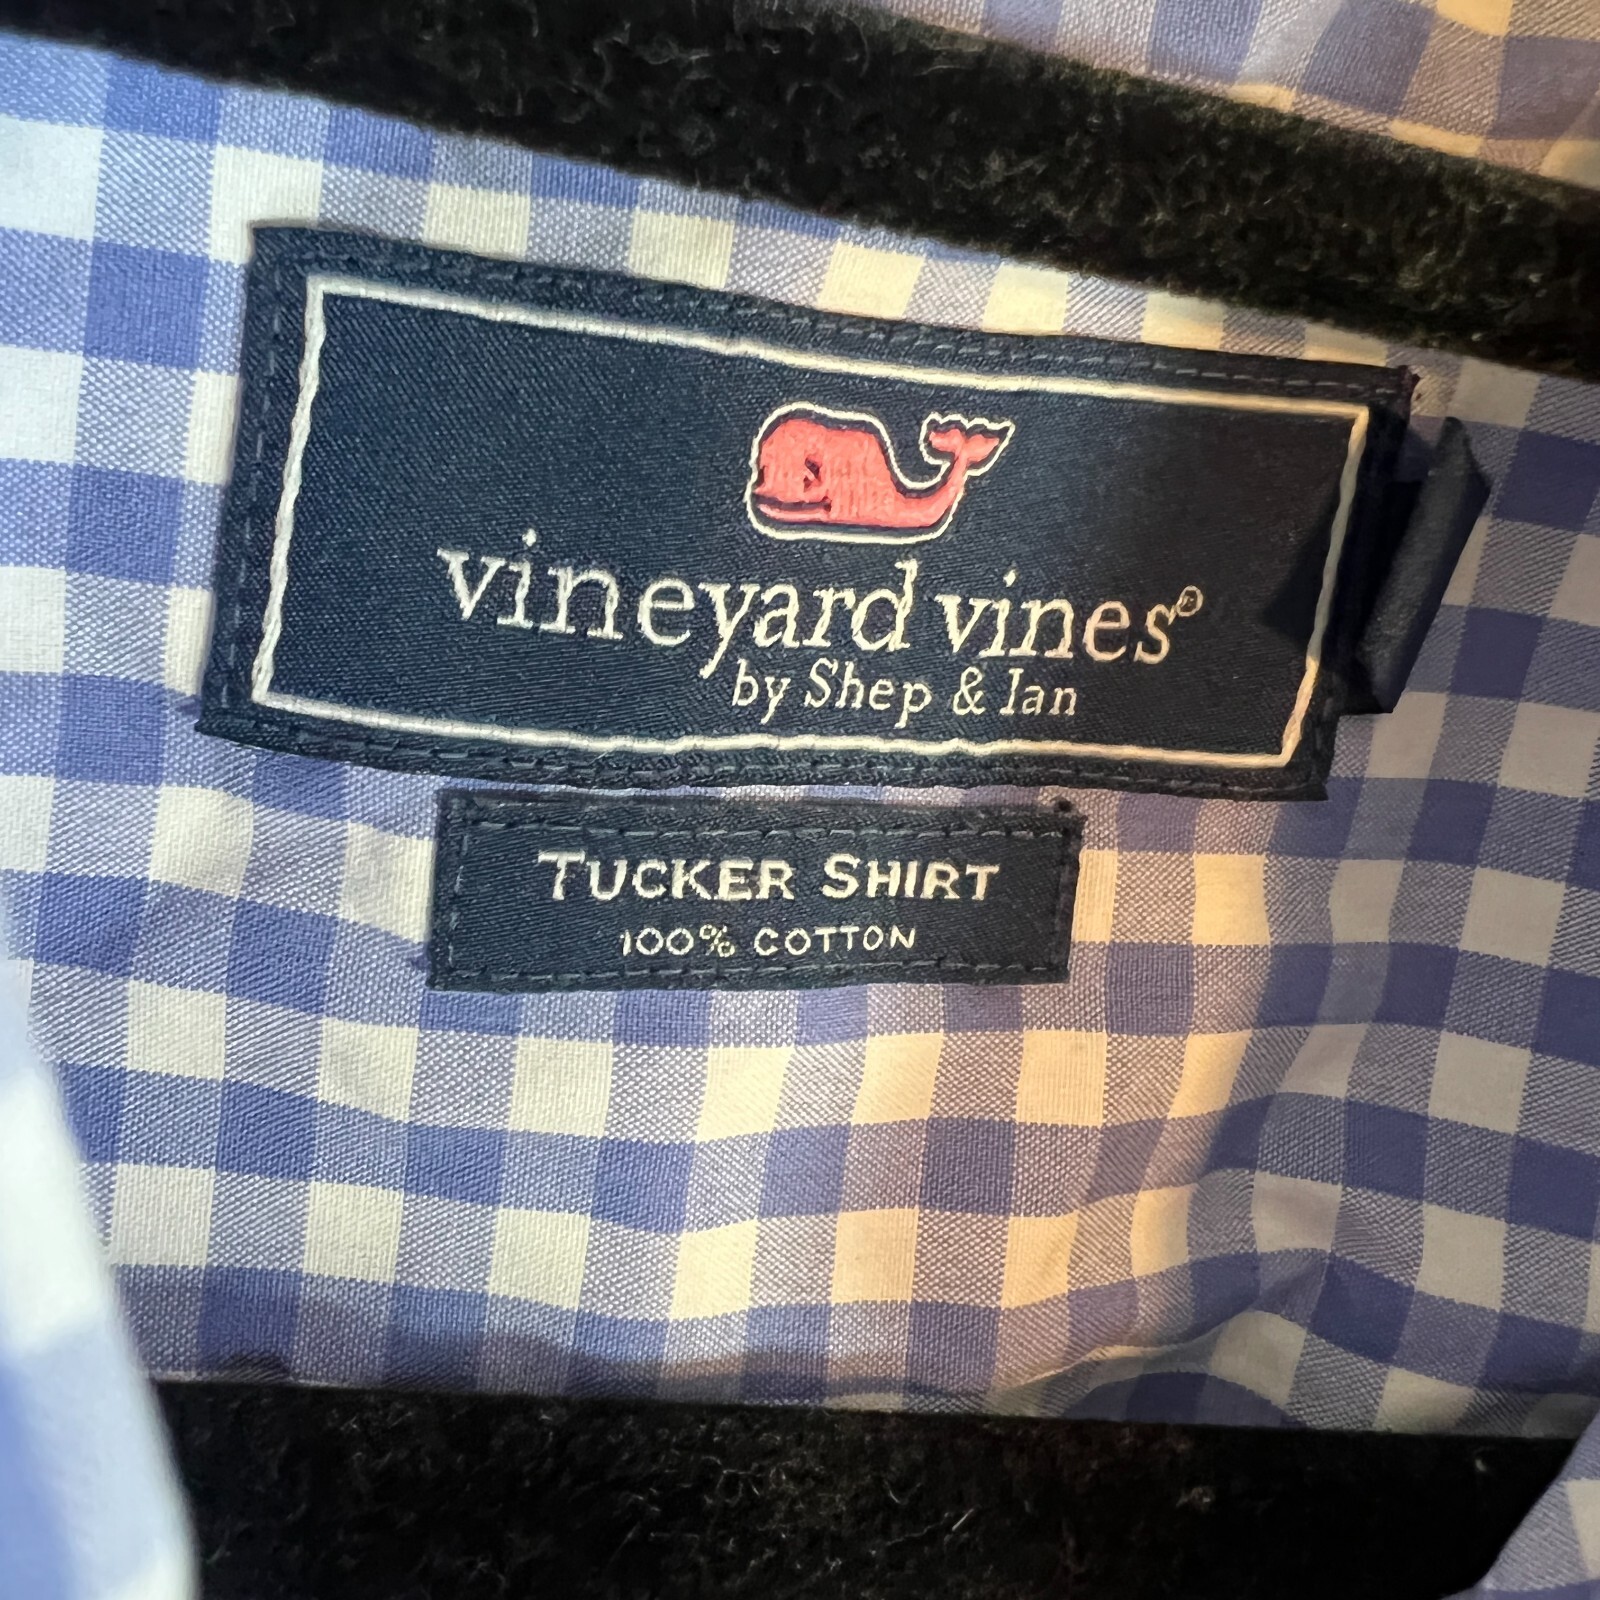 vineyard vines®
by Shep & Ian
TUCKER SHIRT
100% COTTON